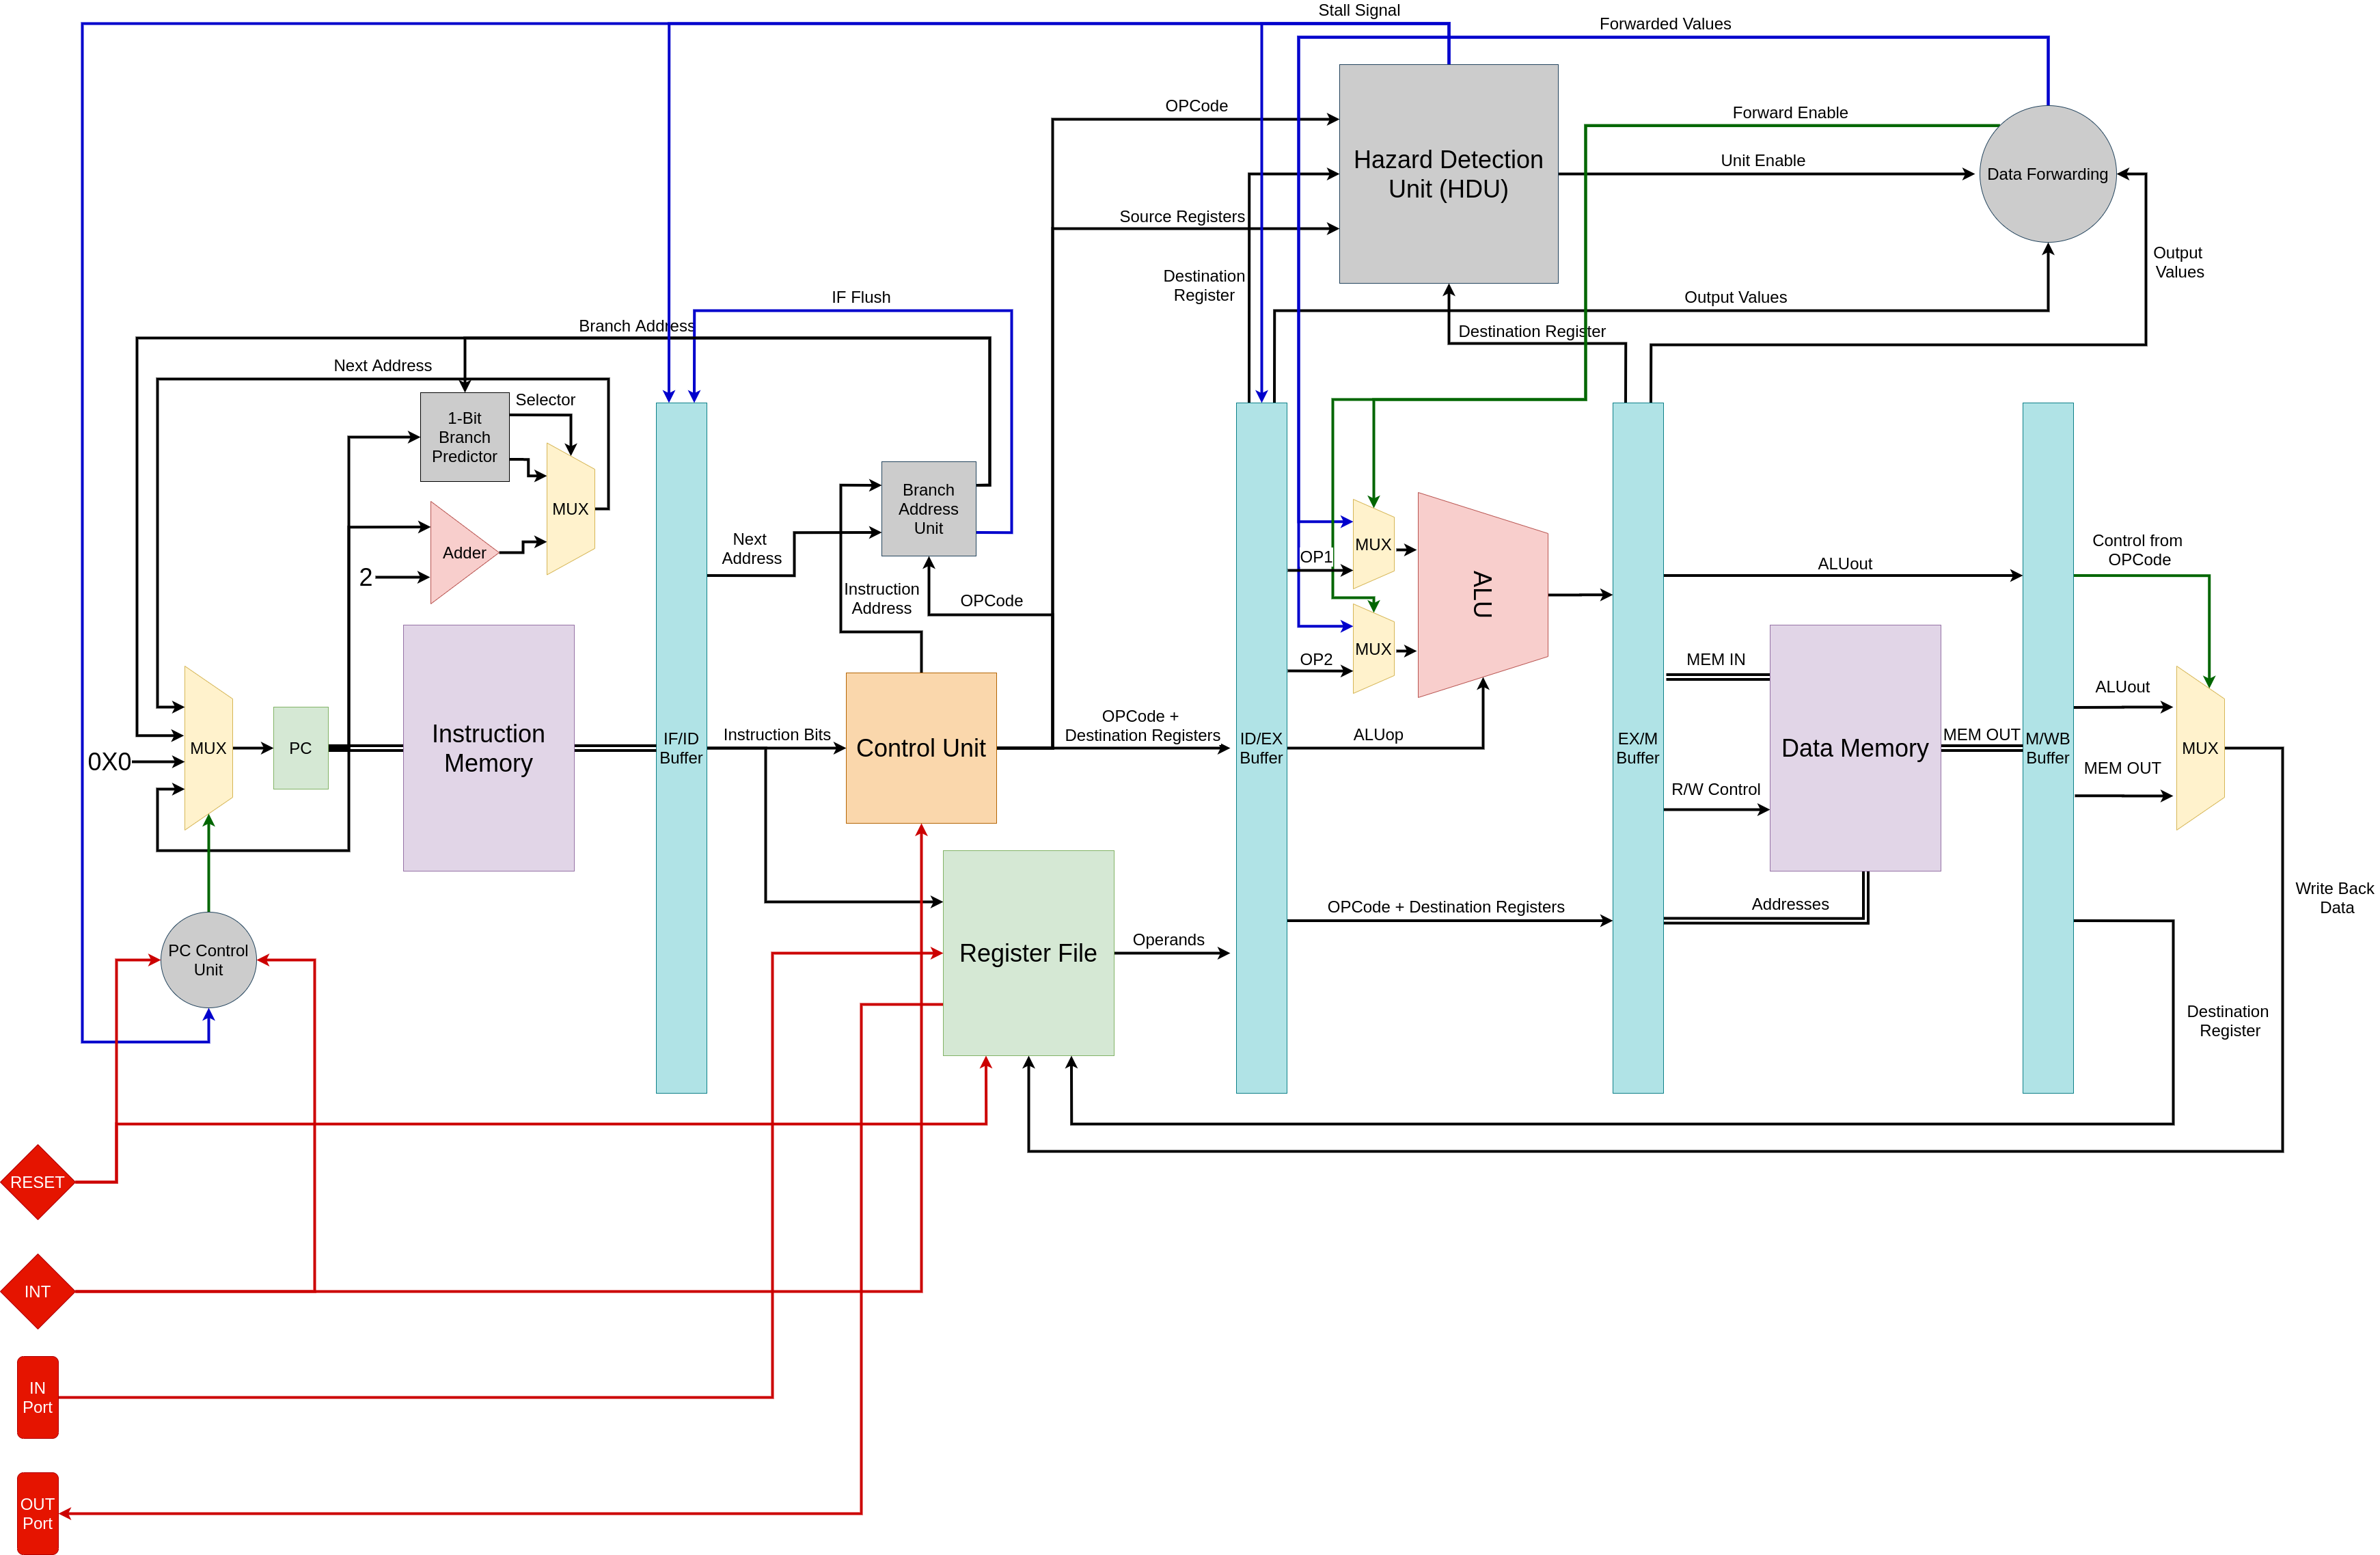 Stall Signal
Forwarded Values
OPCode
Forward Enable
Hazard Detection
Unit (HDU)
Unit Enable
Data Forwarding
Source Registers
Destination
Register
Output
Values
IF Flush
Output Values
Branch Address
Destination Register
Next Address
Selector
1-Bit
Branch
Predictor
MUX
Adder
2
Branch
Address
Unit
Next
Address
Instruction
Address
OPCode
OP1
MUX
OP2
MUX
ALU
ALUout
Control from
OPCode
MEM IN
ALUout
0X0
MUX
PC
Instruction
Memory
IF/ID
Buffer
Instruction Bits
Control Unit
OPCode +
Destination Registers
ID/EX
Buffer
ALUop
EX/M
Buffer
Data Memory
MEM OUT
M/WB
Buffer
MEM OUT
MUX
R/W Control
Write Back
Data
OPCode + Destination Registers
Addresses
PC Control
Unit
Register File
Operands
Destination
Register
RESET
INT
IN
Port
OUT
Port